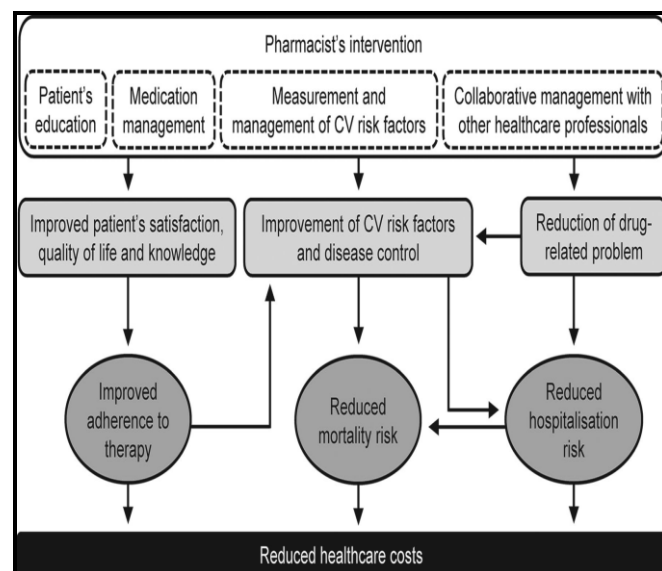 Pharmacist's intervention
Patient's
education
Medication
management
Measurement and
management of CV risk factors
Collaborative management with
other healthcare professionals
Improved patient's satisfaction,
quality of life and knowledge
Improvement of CV risk factors
and disease control
Reduction of drug-
related problem
Improved
adherence to
therapy
Reduced
mortality risk
Reduced
hospitalisation
risk
Reduced healthcare costs